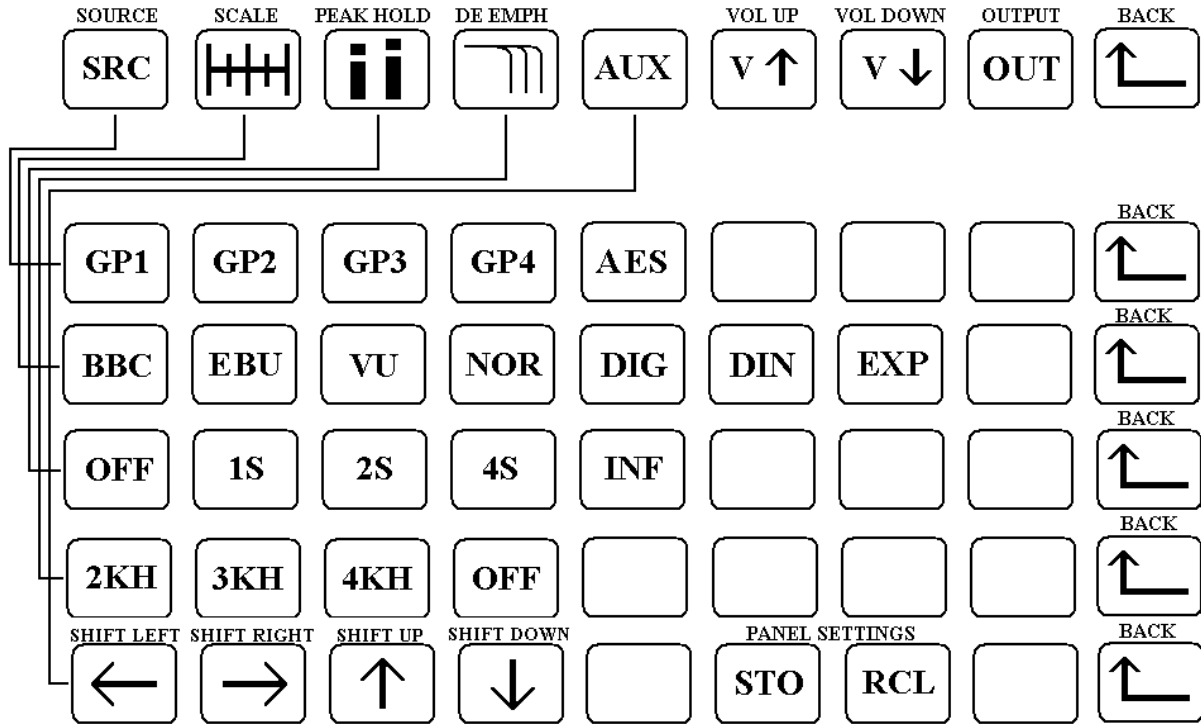 SOURCE SCALE PEAK HOLD DE EMPH VOL UP VOL DOWN OUTPUT BACK
SRC AUX V V OUT
BACK
GP1 GP2 GP3 GP4 AES
BACK
BBC EBU VU NOR DIG DIN EXP
BACK
OFF 1S 2S 4S INF
BACK
2KH 3KH 4KH OFF
SHIFT LEFT SHIFT RIGHT SHIFT UP SHIFT DOWN PANEL SETTINGS BACK
STO RCL